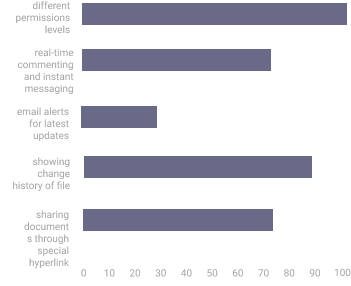 different
permissions
levels
real-time
commenting
and instant
messaging
email alerts
for latest
updates
showing
change
history of file
sharing
document
s through
special
hyperlink
0 10 20 30 40 50 60 70 80 90 100